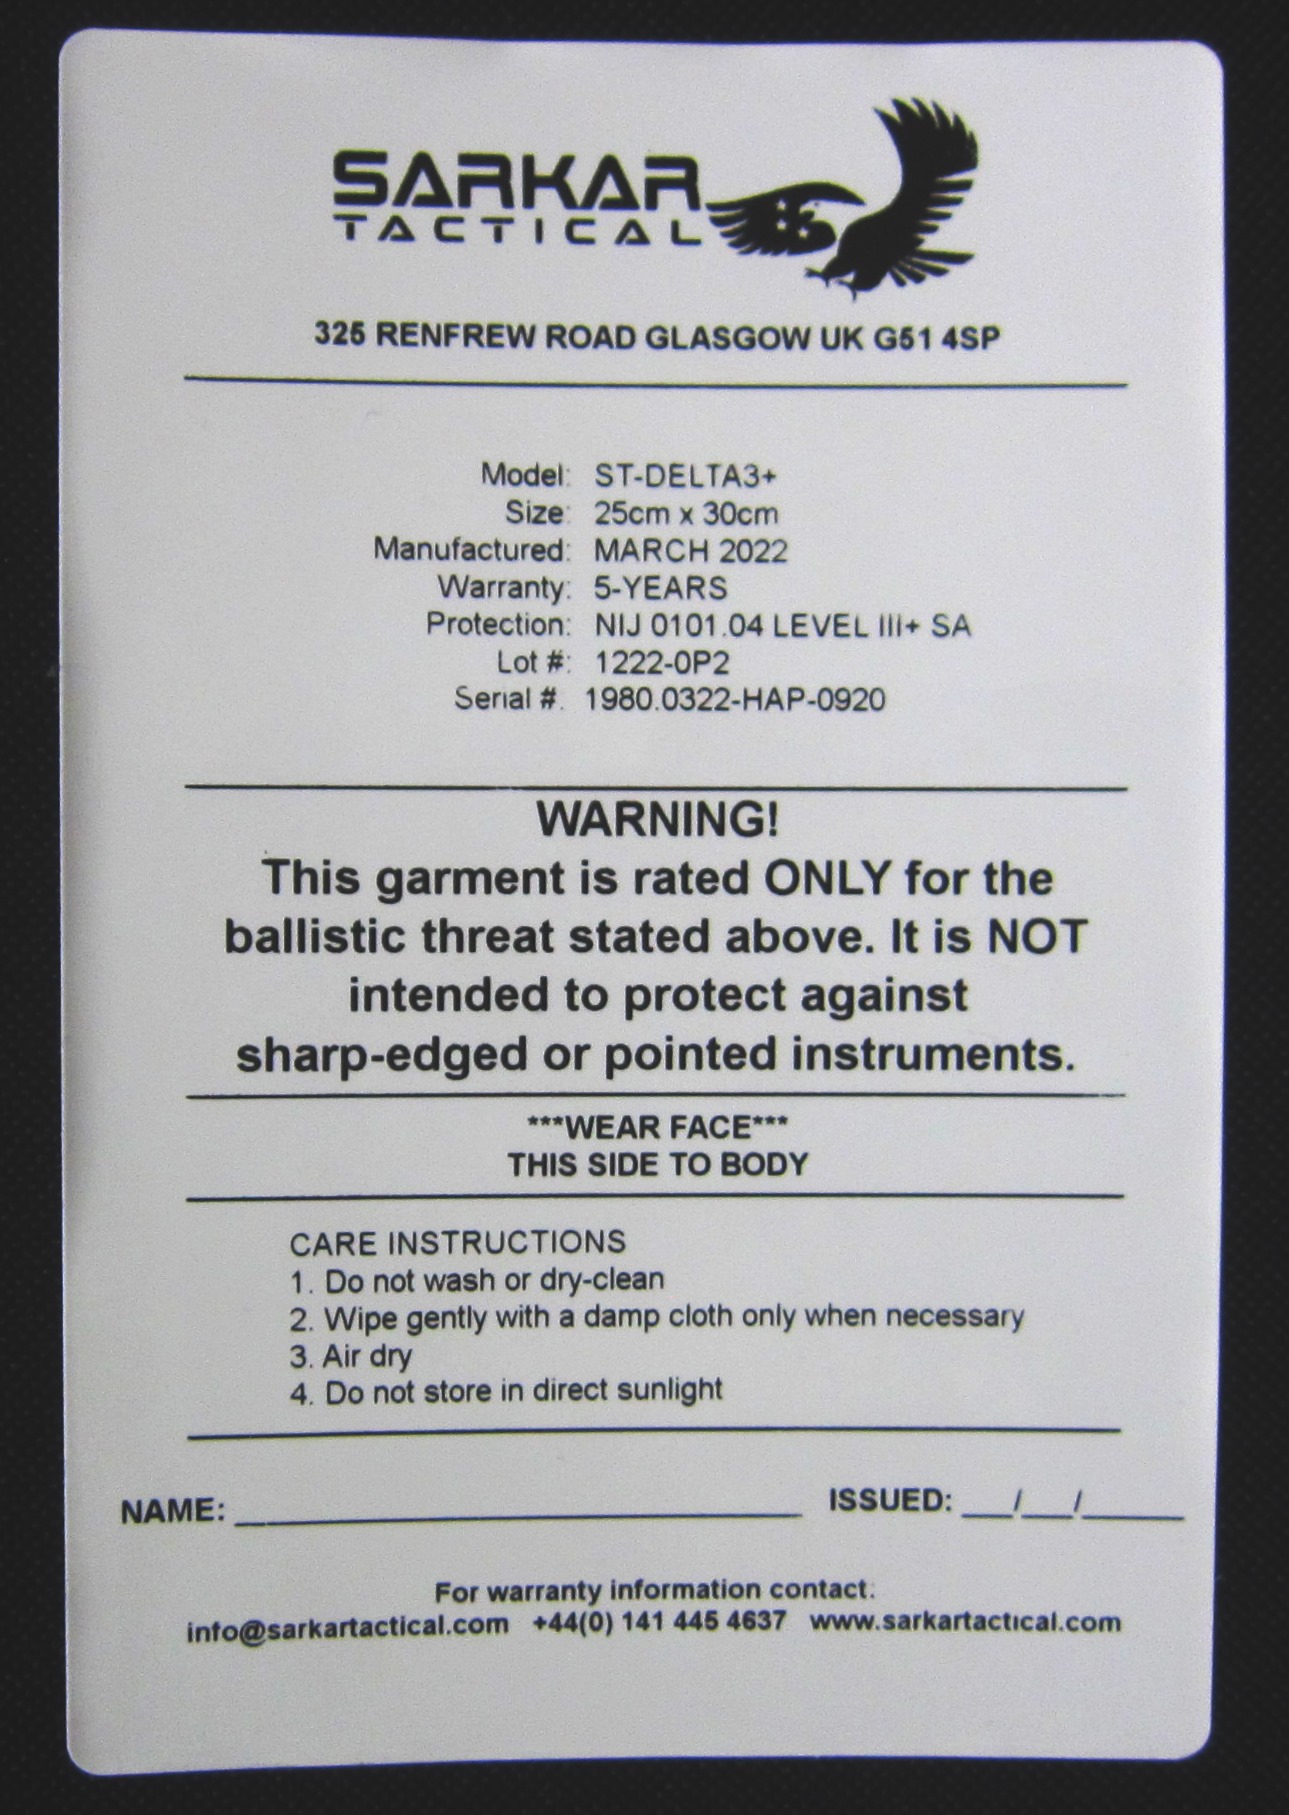 SARKAR
TACTICAL
325 RENFREW ROAD GLASGOW UK G51 4SP
Model: ST-DELTA3+
Size: 25cm x 30cm
Manufactured: MARCH 2022
Warranty: 5-YEARS
Protection: NIJ 0101.04 LEVEL III+ SA
Lot #: 1222-0P2
Serial #. 1980.0322-HAP-0920
WARNING!
This garment is rated ONLY for the
ballistic threat stated above. It is NOT
intended to protect against
sharp-edged or pointed instruments.
***WEAR FACE***
THIS SIDE TO BODY
CARE INSTRUCTIONS
1. Do not wash or dry-clean
2. Wipe gently with a damp cloth only when necessary
3. Air dry
4. Do not store in direct sunlight
NAME: ____________________ ISSUED: ___/___/______
For warranty information contact:
info@sarkartactical.com +44(0) 141 445 4637 www.sarkartactical.com